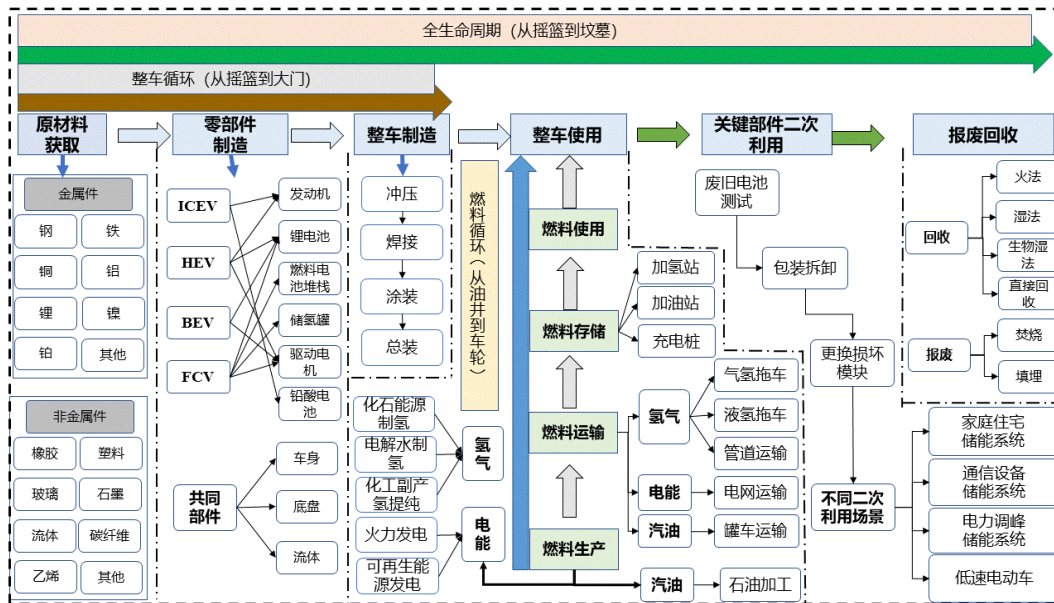 全生命周期（从摇篮到坟墓）
整车循环（从摇篮到大门）
原材料
获取
零部件
制造
整车制造
整车使用
关键部件二次
利用
报废回收
金属件
钢
铁
铜
铝
锂
镍
铂
其他
非金属件
橡胶
塑料
玻璃
石墨
流体
碳纤维
乙烯
其他
ICEV
HEV
BEV
FCV
发动机
锂电池
燃料电
池堆栈
储氢罐
驱动电
机
铅酸电
池
共同
部件
车身
底盘
流体
冲压
焊接
涂装
总装
化石能源
制氢
电解水制
氢
化工副产
氢提纯
氢气
火力发电
可再生能
源发电
电能
燃料循环（从油井到车轮）
燃料使用
燃料存储
燃料运输
燃料生产
加氢站
加油站
充电桩
氢气
气氢拖车
液氢拖车
管道运输
电能
电网运输
汽油
罐车运输
汽油
石油加工
废旧电池
测试
包装拆卸
更换损坏
模块
不同二次
利用场景
家庭住宅
储能系统
通信设备
储能系统
电力调峰
储能系统
低速电动车
回收
火法
湿法
生物湿
法
直接回
收
报废
焚烧
填埋